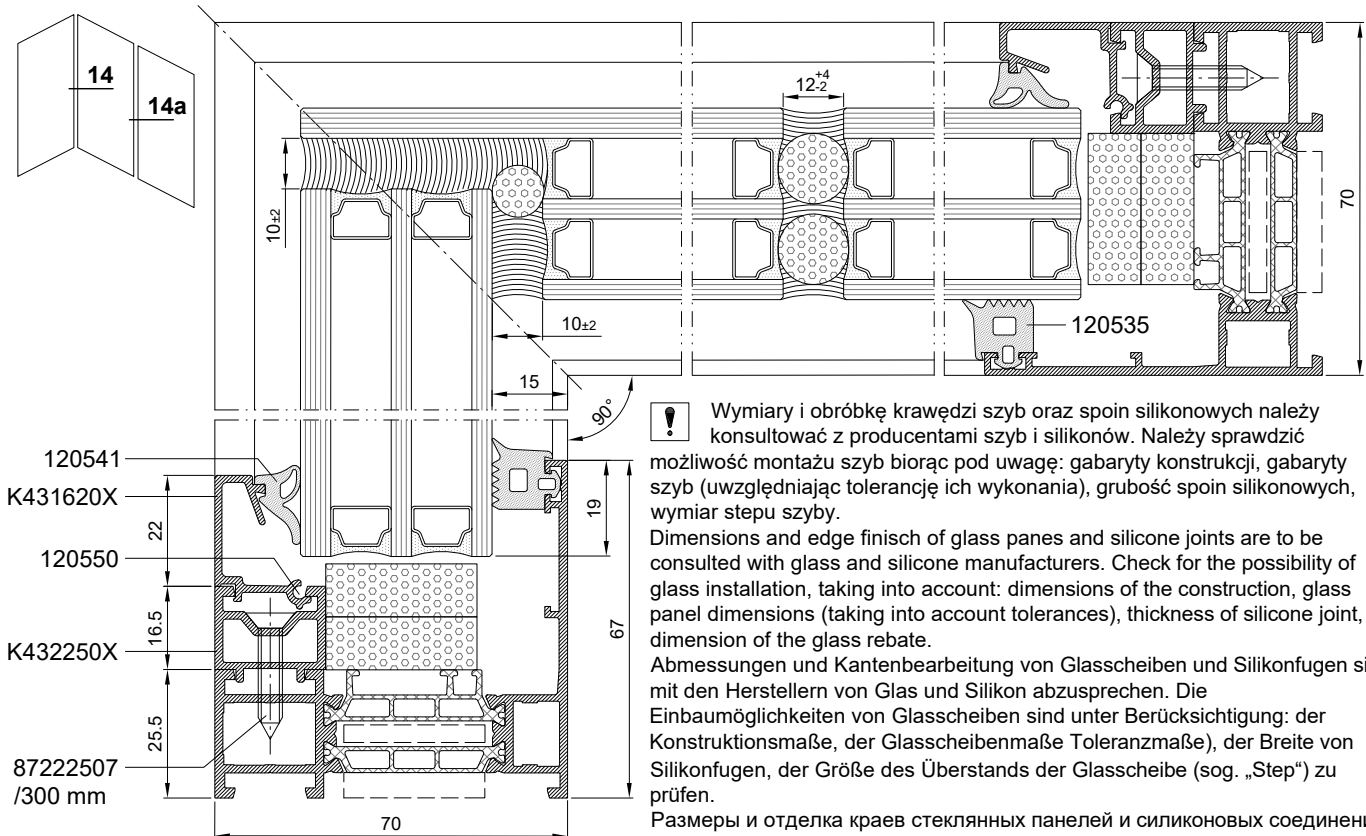 14
14a
12 +4 -2
70
10±2
10±2
120535
15
90°
120541
K431620X
22
19
120550
16.5
67
K432250X
25.5
87222507
/300 mm
70
Wymiary i obróbkę krawędzi szyb oraz spoin silikonowych należy
konsultować z producentami szyb i silikonów. Należy sprawdzić
możliwość montażu szyb biorąc pod uwagę: gabaryty konstrukcji, gabaryty
szyb (uwzględniając tolerancję ich wykonania), grubość spoin silikonowych,
wymiar stepu szyby.
Dimensions and edge finisch of glass panes and silicone joints are to be
consulted with glass and silicone manufacturers. Check for the possibility of
glass installation, taking into account: dimensions of the construction, glass
panel dimensions (taking into account tolerances), thickness of silicone joint,
dimension of the glass rebate.
Abmessungen und Kantenbearbeitung von Glasscheiben und Silikonfugen si
mit den Herstellern von Glas und Silikon abzusprechen. Die
Einbaumöglichkeiten von Glasscheiben sind unter Berücksichtigung: der
Konstruktionsmaße, der Glasscheibenmaße Toleranzmaße), der Breite von
Silikonfugen, der Größe des Überstands der Glasscheibe (sog. „Step“) zu
prüfen.
Размеры и отделка краев стеклянных панелей и силиконовых соединени